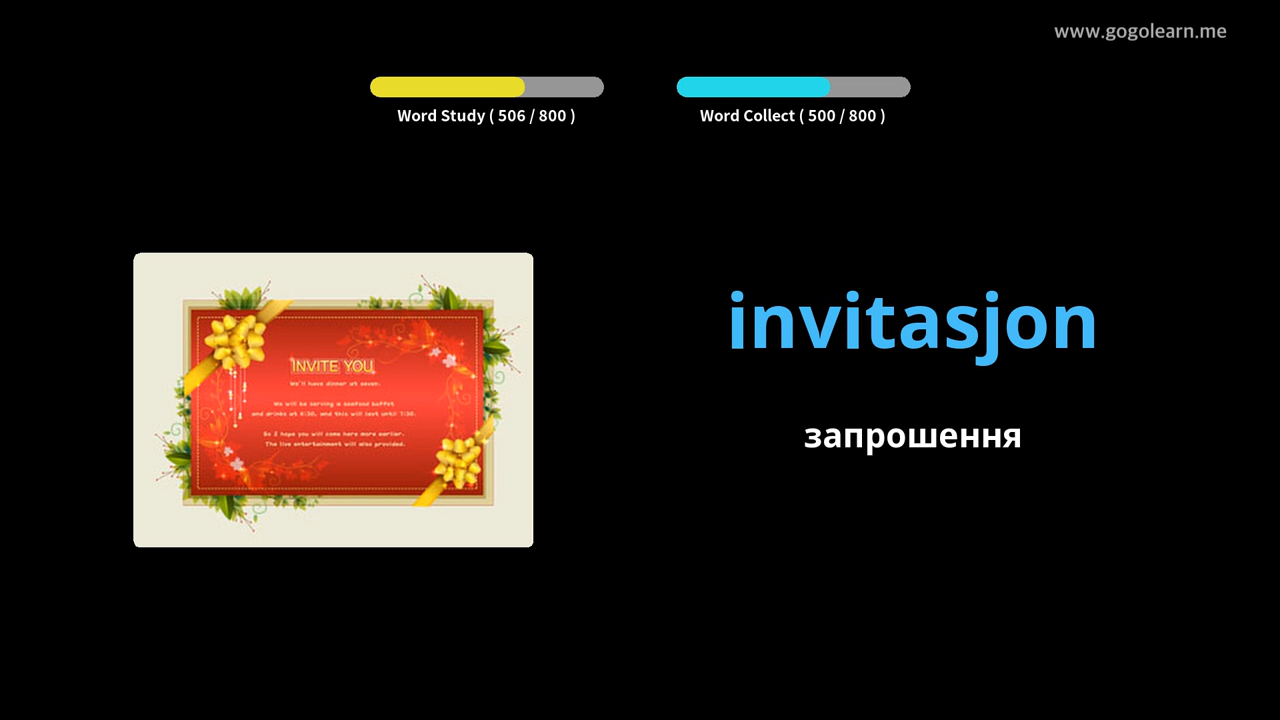 www.gogolearn.me
Word Study ( 506 / 800 )
Word Collect ( 500 / 800 )
INVITE YOU
We'll have dinner at seven.
We will be serving a seafood buffet
and drinks at 6:30, and this will last until 7:30.
So I hope you will come here more earlier.
The live entertainment will also provided.
invitasjon
запрошення